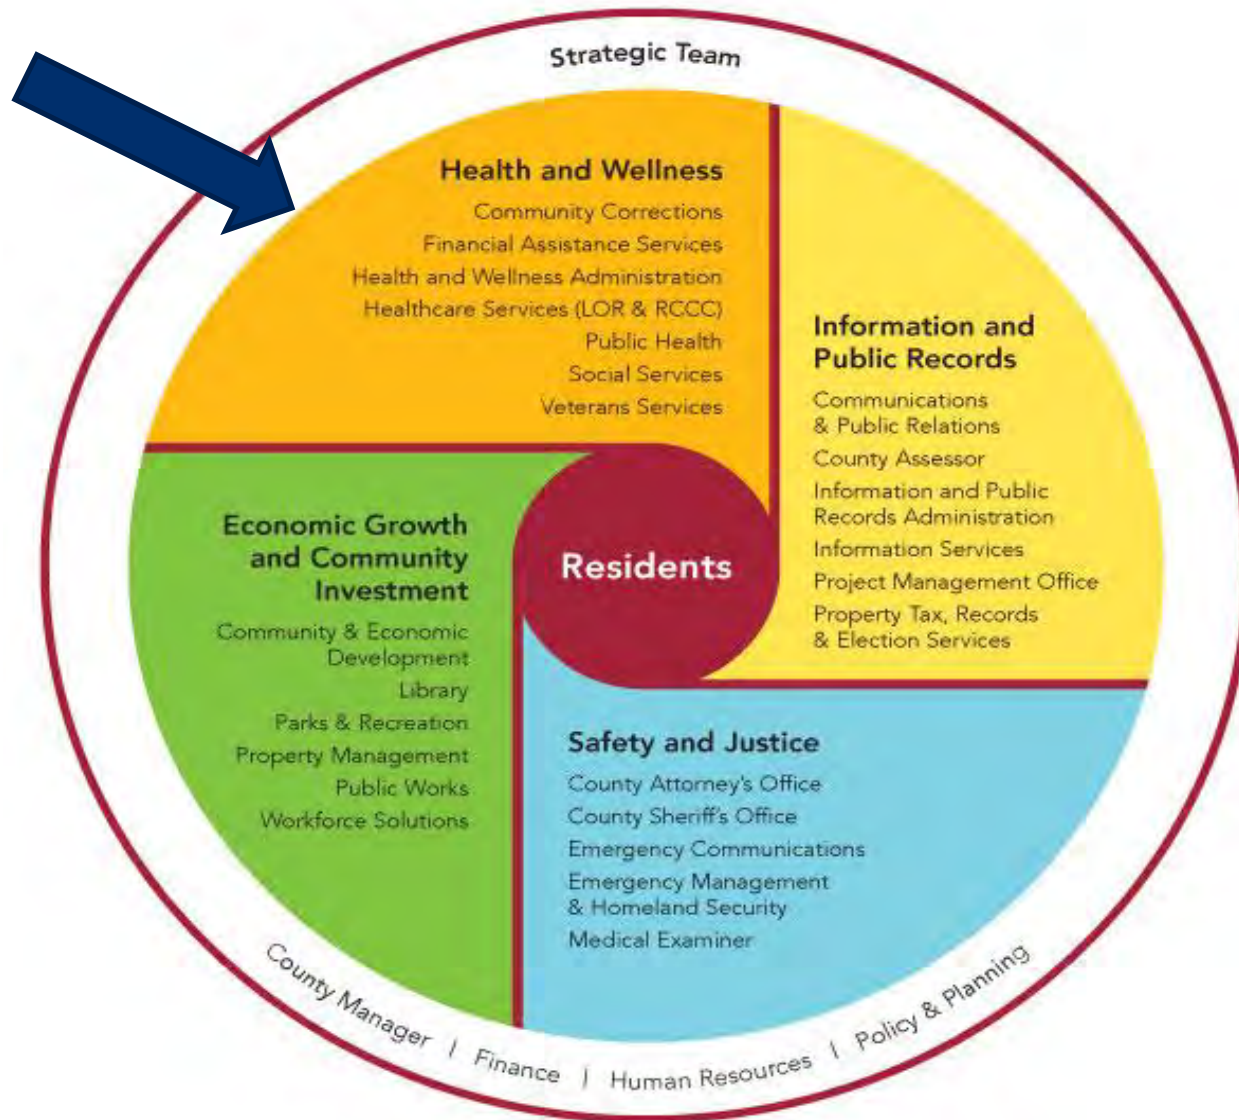 Strategic Team
Health and Wellness
Community Corrections
Financial Assistance Services
Health and Wellness Administration
Healthcare Services (LOR & RCCC)
Public Health
Social Services
Veterans Services
Information and
Public Records
Communications
& Public Relations
County Assessor
Information and Public
Records Administration
Information Services
Project Management Office
Property Tax, Records
& Election Services
Residents
Economic Growth
and Community
Investment
Community & Economic
Development
Library
Parks & Recreation
Property Management
Public Works
Workforce Solutions
Safety and Justice
County Attorney's Office
County Sheriff's Office
Emergency Communications
Emergency Management
& Homeland Security
Medical Examiner
County Manager | Finance | Human Resources | Policy & Planning